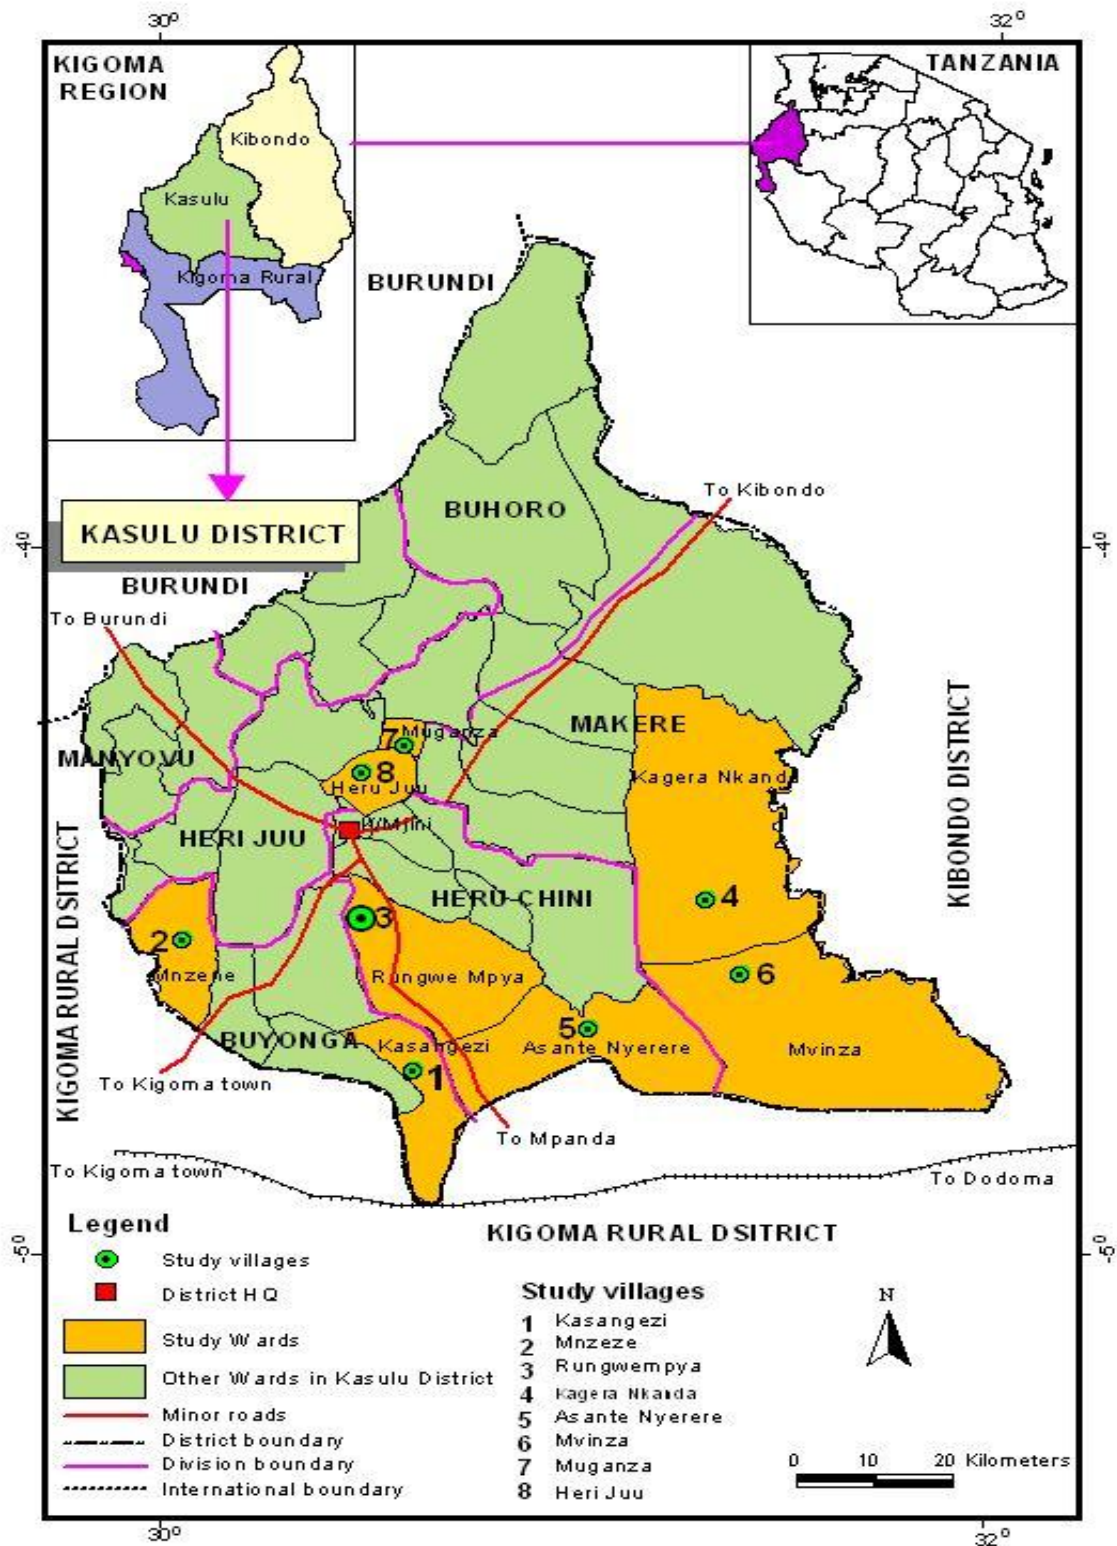 30°
32°
KIGOMA
REGION
TANZANIA
Kibondo
Kasulu
Kigoma Rural
BURUNDI
To Kibondo
BUHORO
KASULU DISTRICT
-40
-40
BURUNDI
To Burundi
MAKERE
Muganza
7
MANYOVU
8
Heru Juu
Kagera Nkanda
KIBONDO DISTRICT
HERI JUU
HERU CHINI
KIGOMA RURAL DSITRICT
4
3
2
Mnzene
Rungwe Mpya
6
5
BUYONGA
Kasangezi
Asante Nyerere
Mvinza
1
To Kigoma town
To Mpanda
To Kigoma town
To Dodoma
-5°
-5°
KIGOMA RURAL DSITRICT
Legend
Study villages
District HQ
Study Wards
Other Wards in Kasulu District
Minor roads
District boundary
Division boundary
International boundary
Study villages
1 Kasangezi
2 Mnzeze
3 Rungwempya
4 Kagera Nkanda
5 Asante Nyerere
6 Mvinza
7 Muganza
8 Heri Juu
N
0 10 20 Kilometers
30°
32°